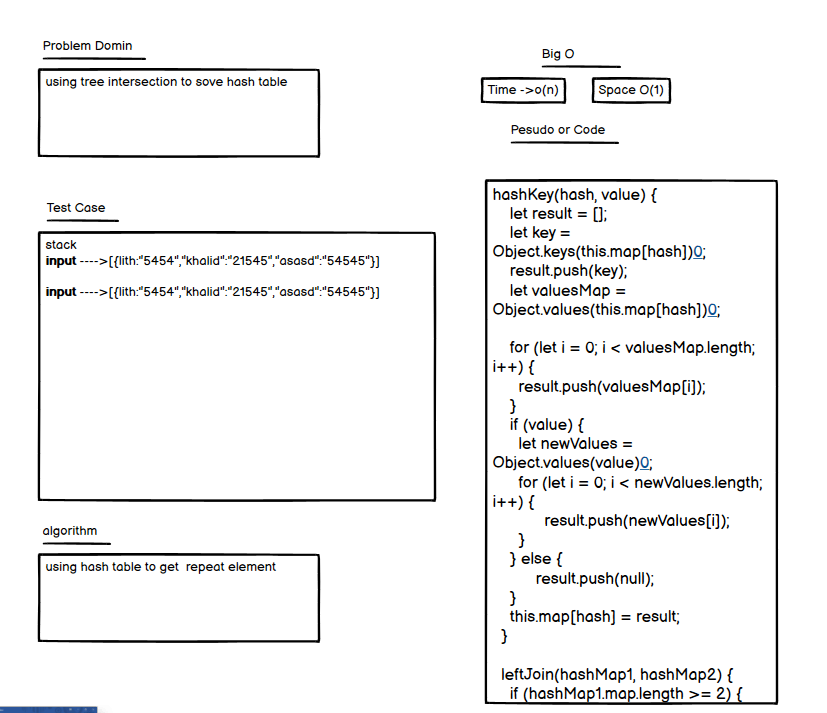 Problem Domin
using tree intersection to sove hash table
Test Case
stack
input ---->[{lith:"5454","khalid":"21545","asasd":"54545"}]
input ---->[{lith:"5454","khalid":"21545","asasd":"54545"}]
algorithm
using hash table to get repeat element
Big O
Time ->o(n)
Space O(1)
Pesudo or Code
hashKey(hash, value) {
let result = [];
let key =
Object.keys(this.map[hash])0;
result.push(key);
let valuesMap =
Object.values(this.map[hash])0;
for (let i = 0; i < valuesMap.length;
i++) {
result.push(valuesMap[i]);
}
if (value) {
let newValues =
Object.values(value)0;
for (let i = 0; i < newValues.length;
i++) {
result.push(newValues[i]);
}
} else {
result.push(null);
}
this.map[hash] = result;
}
leftJoin(hashMap1, hashMap2) {
if (hashMap1.map.length >= 2) {